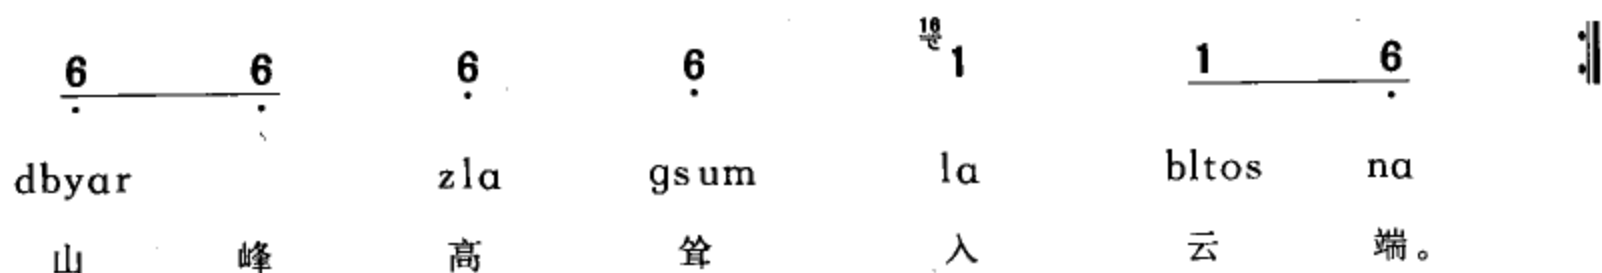 6 6 6 6 16 1 1 6
dbyar zla gsum la bltos na
山 峰 高 耸 入 云 端。